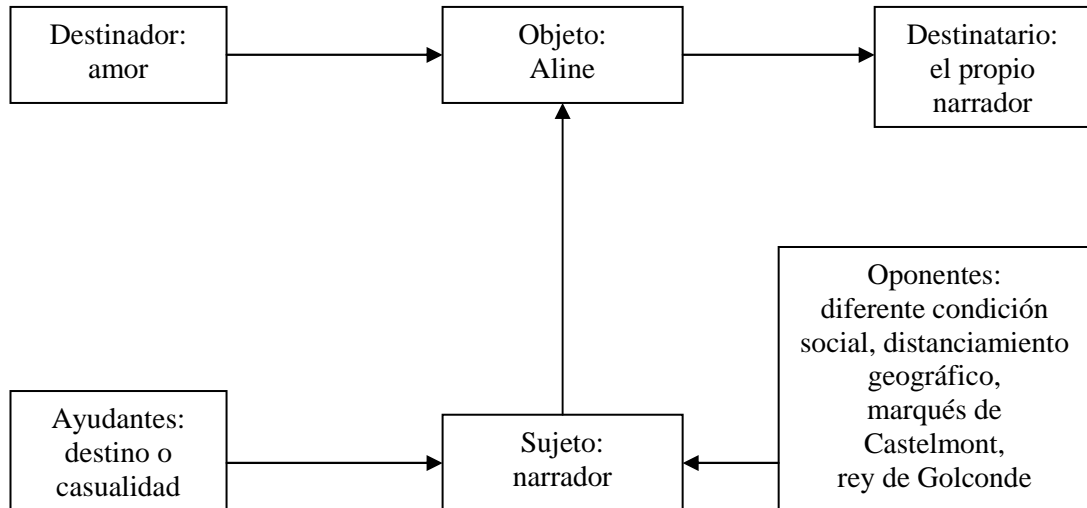 Destinador:
amor
Objeto:
Aline
Destinatario:
el propio
narrador
Oponentes:
diferente condición
social, distanciamiento
geográfico,
marqués de
Castelmont,
rey de Golconde
Ayudantes:
destino o
casualidad
Sujeto:
narrador